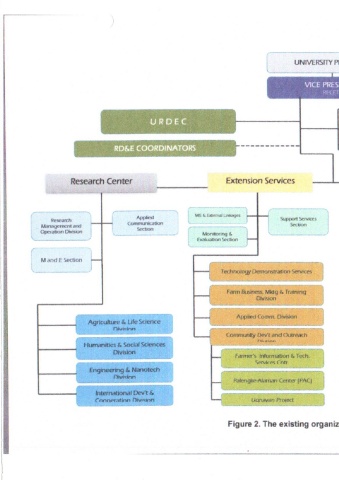 UNIVERSITY P
VICE PRES
URDEC
RD&E COORDINATORS
Research Center
Extension Services
Research
Management and
Operation Division
Applied
Communication
Section
M and E Section
ME & External Linkages
Monitoring &
Evaluation Section
Support Services
Section
Technology Demonstration Services
Farm Business, Mktg & Training
Division
Applied Comm. Division
Community Dev't and Outreach
Division
Agriculture & Life Science
Division
Humanities & Social Sciences
Division
Engineering & Nanotech
Division
International Dev't &
Cooperation Division
Farmer's Information & Tech.
Services Cntr
Palengke-Alaman Center (PAC)
Project
Figure 2. The existing organiz